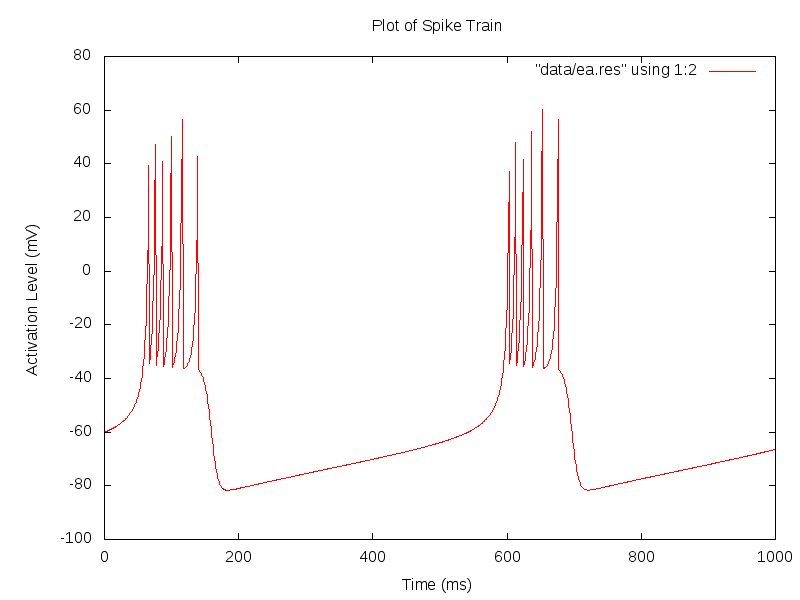 Plot of Spike Train
"data/ea.res" using 1:2
80
60
40
20
0
-20
-40
-60
-80
-100
Activation Level (mV)
0 200 400 600 800 1000
Time (ms)